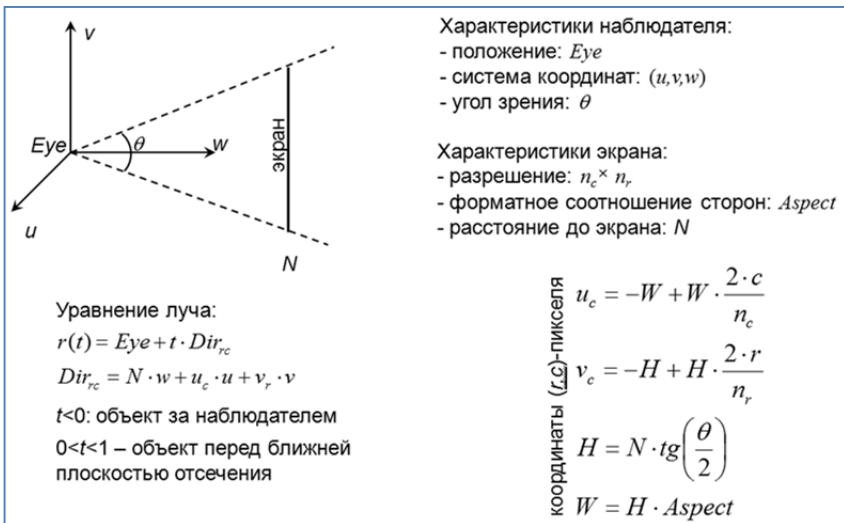 v
Eye
θ
w
экран
u
N
Уравнение луча:
r(t) = Eye + t · Dir_rc
Dir_rc = N · w + u_c · u + v_r · v
t<0: объект за наблюдателем
0<t<1 – объект перед ближней
плоскостью отсечения
Характеристики наблюдателя:
- положение: Eye
- система координат: (u,v,w)
- угол зрения: θ
Характеристики экрана:
- разрешение: n_c × n_r
- форматное соотношение сторон: Aspect
- расстояние до экрана: N
координаты (r,c)-пикселя
u_c = −W + W · 2·c / n_c
v_c = −H + H · 2·r / n_r
H = N · tg(θ/2)
W = H · Aspect